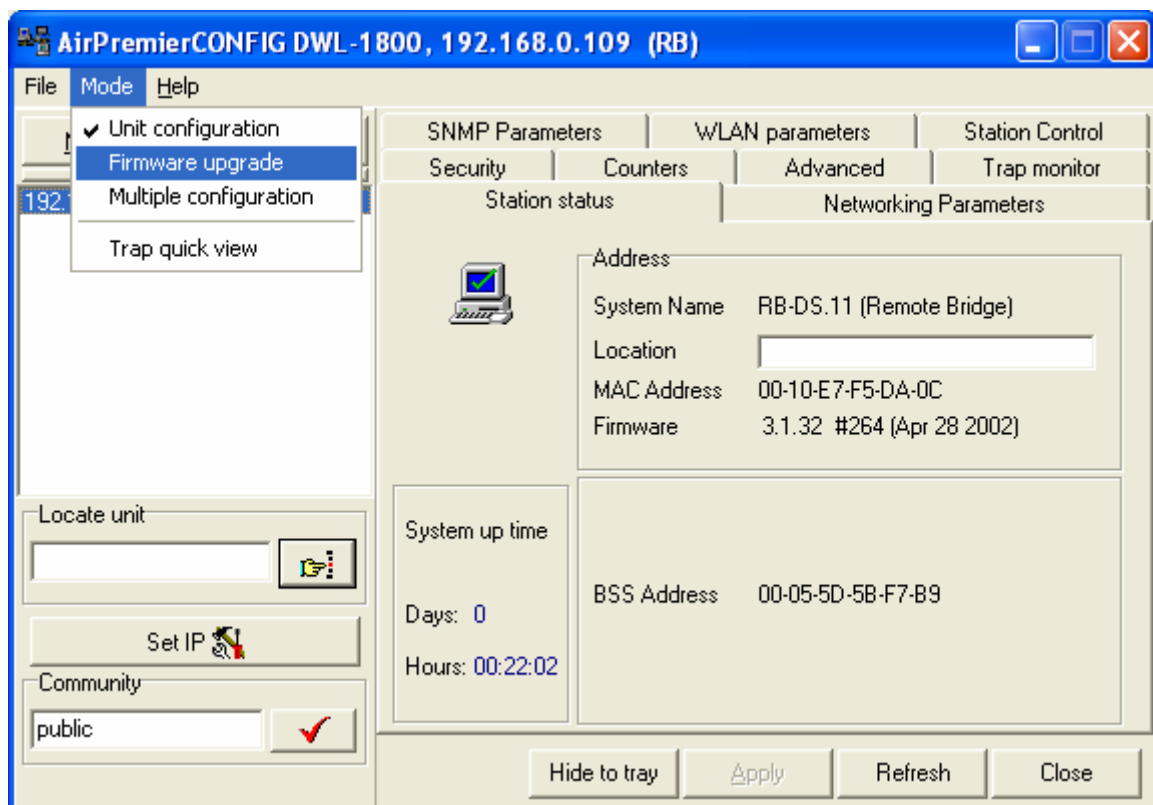 AirPremierCONFIG DWL-1800, 192.168.0.109 (RB)
File Mode Help
Unit configuration
Firmware upgrade
Multiple configuration
Trap quick view
192.
SNMP Parameters WLAN parameters Station Control
Security Counters Advanced Trap monitor
Station status Networking Parameters
Address
System Name RB-DS.11 (Remote Bridge)
Location
MAC Address 00-10-E7-F5-DA-0C
Firmware 3.1.32 #264 (Apr 28 2002)
Locate unit
Set IP
Community
public
System up time
Days: 0
Hours: 00:22:02
BSS Address 00-05-5D-5B-F7-B9
Hide to tray Apply Refresh Close